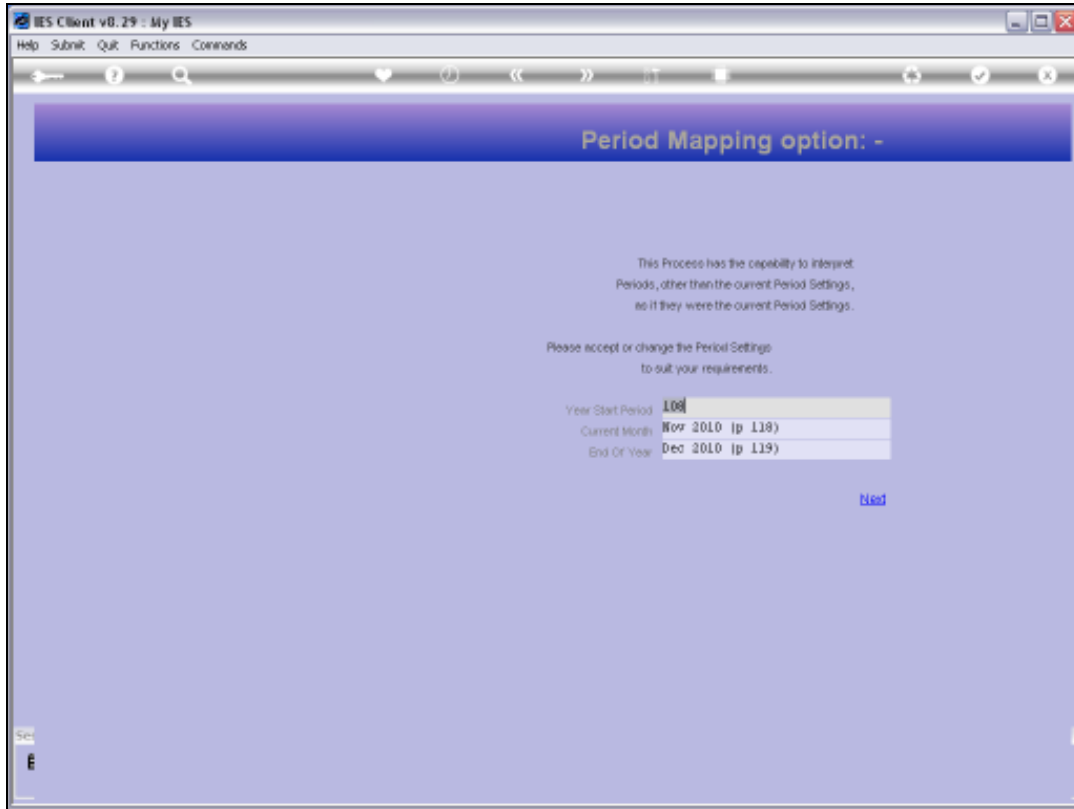 IES Client v8.29 : My IES
Help Submit Quit Functions Commands
Period Mapping option: -
This Process has the capability to interpret
Periods, other than the current Period Settings,
as if they were the current Period Settings.
Please accept or change the Period Settings
to suit your requirements.
Year Start Period 108
Current Month Nov 2010 (p 118)
End Of Year Dec 2010 (p 119)
Next